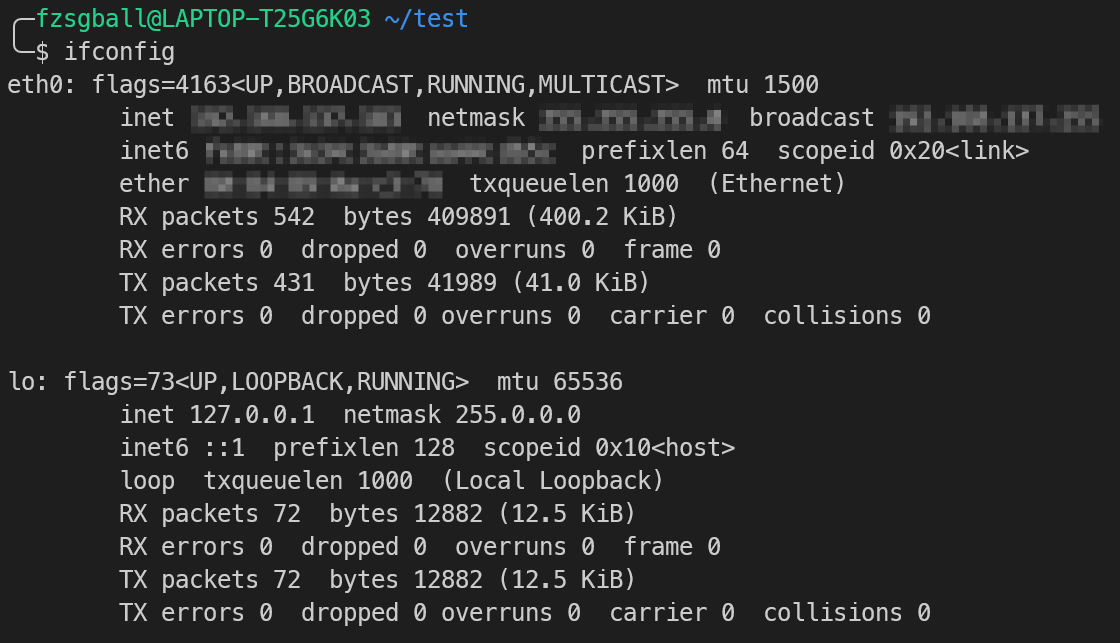 fzsgball@LAPTOP-T25G6K03 ~/test
$ ifconfig
eth0: flags=4163<UP,BROADCAST,RUNNING,MULTICAST>  mtu 1500
inet netmask broadcast
inet6 prefixlen 64  scopeid 0x20<link>
ether txqueuelen 1000  (Ethernet)
RX packets 542  bytes 409891 (400.2 KiB)
RX errors 0  dropped 0  overruns 0  frame 0
TX packets 431  bytes 41989 (41.0 KiB)
TX errors 0  dropped 0 overruns 0  carrier 0  collisions 0
lo: flags=73<UP,LOOPBACK,RUNNING>  mtu 65536
inet 127.0.0.1  netmask 255.0.0.0
inet6 ::1  prefixlen 128  scopeid 0x10<host>
loop  txqueuelen 1000  (Local Loopback)
RX packets 72  bytes 12882 (12.5 KiB)
RX errors 0  dropped 0  overruns 0  frame 0
TX packets 72  bytes 12882 (12.5 KiB)
TX errors 0  dropped 0 overruns 0  carrier 0  collisions 0